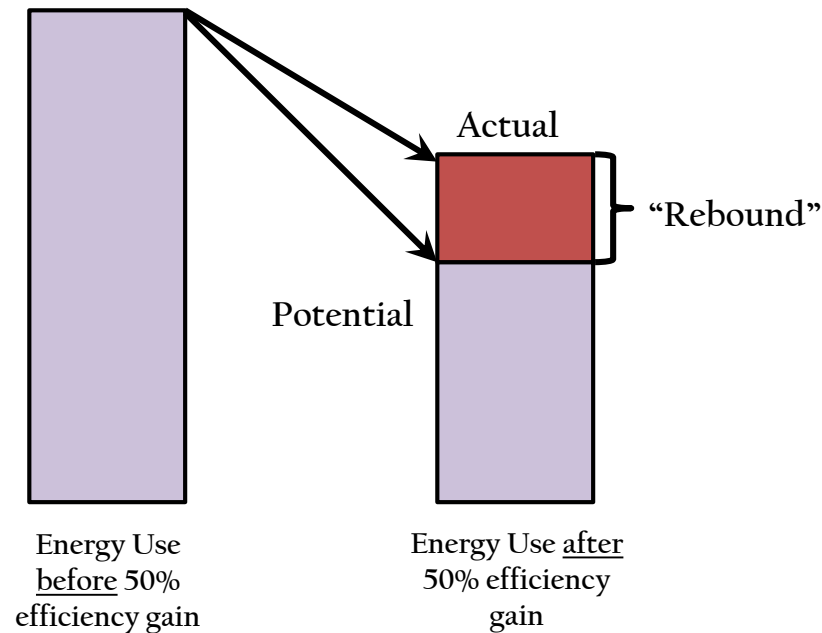 Actual
“Rebound”
Potential
Energy Use
before 50%
efficiency gain
Energy Use after
50% efficiency
gain